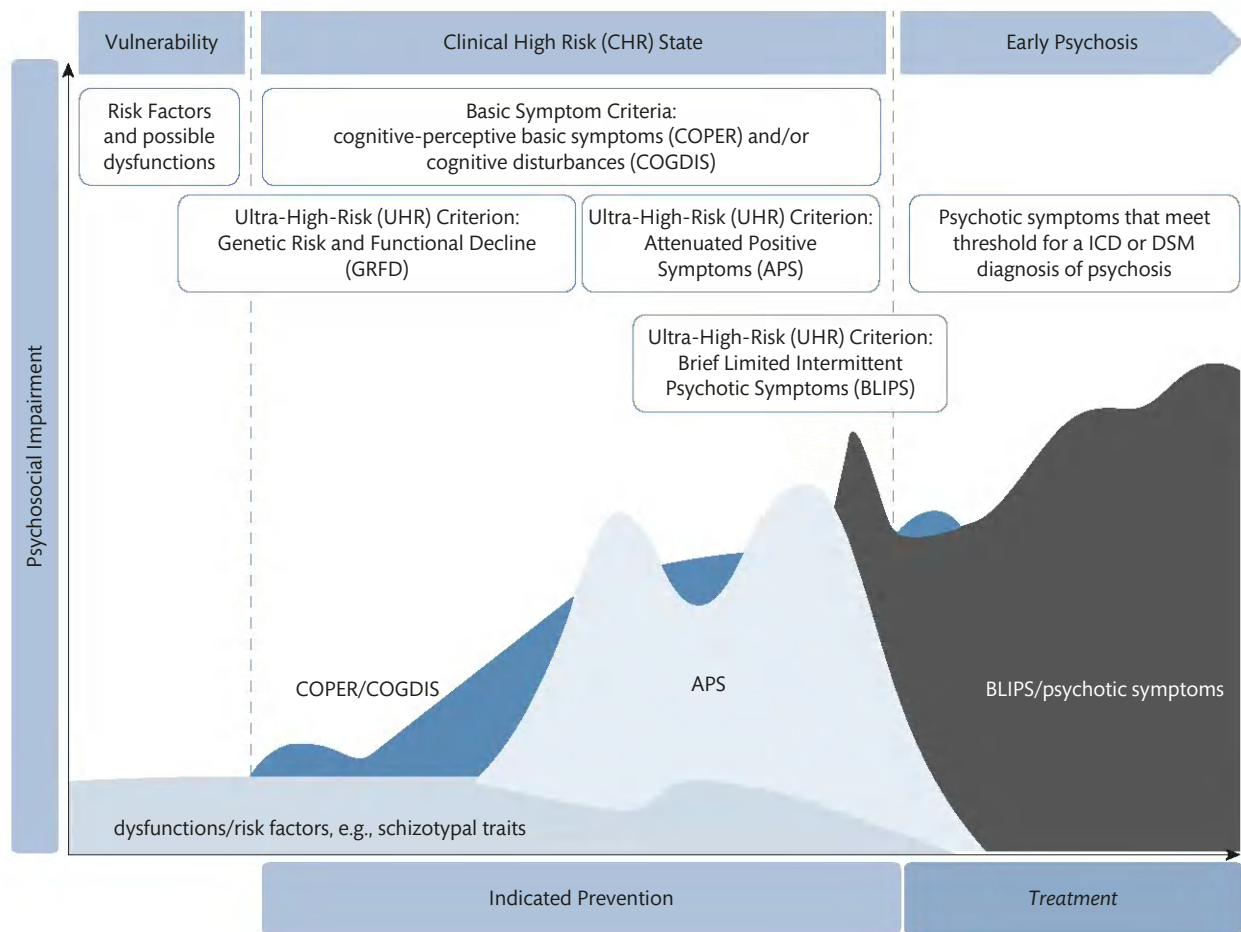 Vulnerability
Clinical High Risk (CHR) State
Early Psychosis
Psychosocial Impairment
Risk Factors
and possible
dysfunctions
Basic Symptom Criteria:
cognitive-perceptive basic symptoms (COPER) and/or
cognitive disturbances (COGDIS)
Ultra-High-Risk (UHR) Criterion:
Genetic Risk and Functional Decline
(GRFD)
Ultra-High-Risk (UHR) Criterion:
Attenuated Positive
Symptoms (APS)
Psychotic symptoms that meet
threshold for a ICD or DSM
diagnosis of psychosis
Ultra-High-Risk (UHR) Criterion:
Brief Limited Intermittent
Psychotic Symptoms (BLIPS)
COPER/COGDIS
APS
BLIPS/psychotic symptoms
dysfunctions/risk factors, e.g., schizotypal traits
Indicated Prevention
Treatment